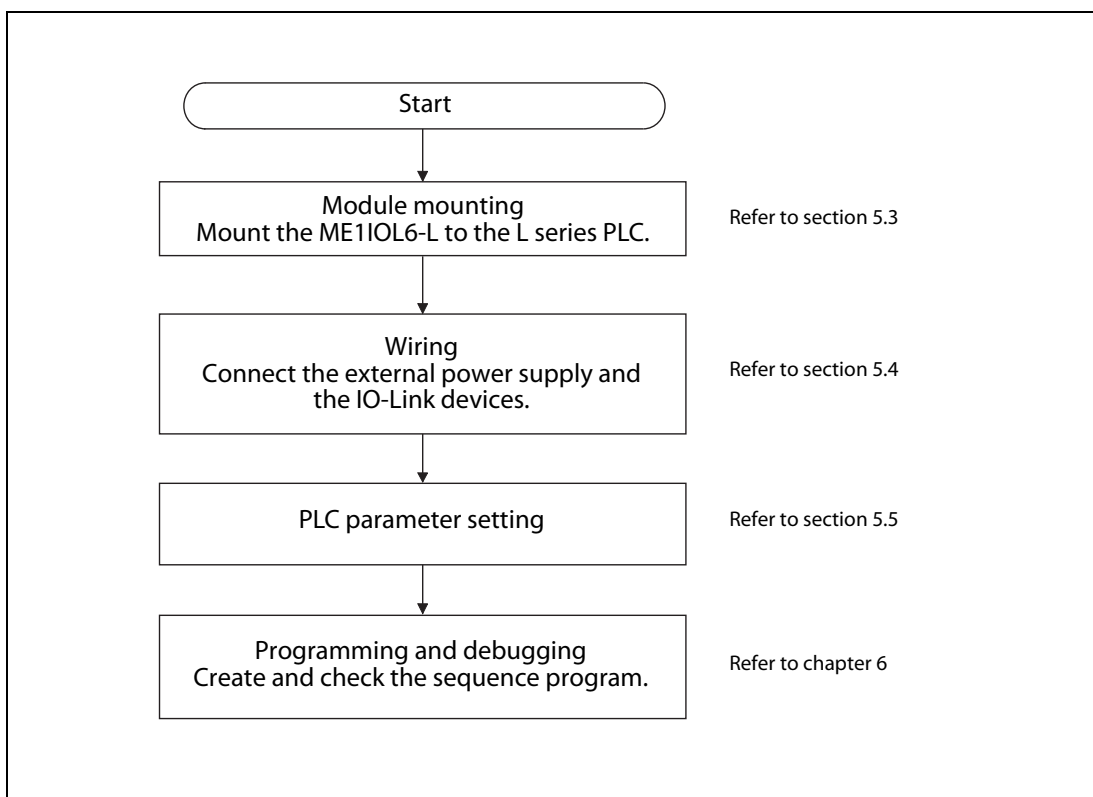 Start
Module mounting
Mount the ME1IOL6-L to the L series PLC.
Refer to section 5.3
Wiring
Connect the external power supply and
the IO-Link devices.
Refer to section 5.4
PLC parameter setting
Refer to section 5.5
Programming and debugging
Create and check the sequence program.
Refer to chapter 6